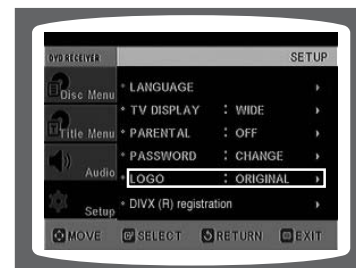 DVD RECEIVER SETUP
Disc Menu
LANGUAGE
TV DISPLAY : WIDE
Title Menu
PARENTAL : OFF
PASSWORD : CHANGE
Audio
LOGO : ORIGINAL
Setup
DIVX (R) registration
MOVE SELECT RETURN EXIT